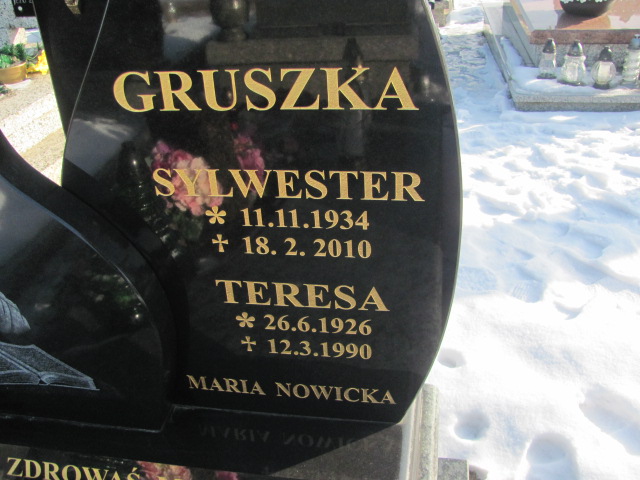 GRUSZKA
SYLWESTER
* 11.11.1934
✝ 18.2.2010
TERESA
* 26.6.1926
✝ 12.3.1990
MARIA NOWICKA
ZDROWAŚ